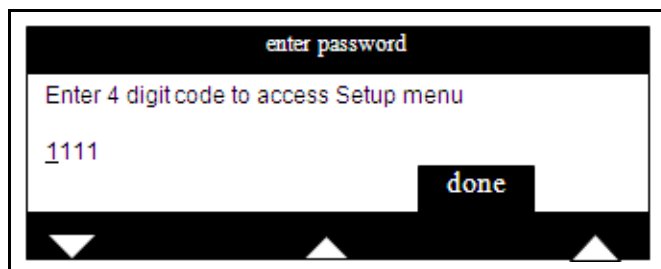 enter password
Enter 4 digit code to access Setup menu
1111
done